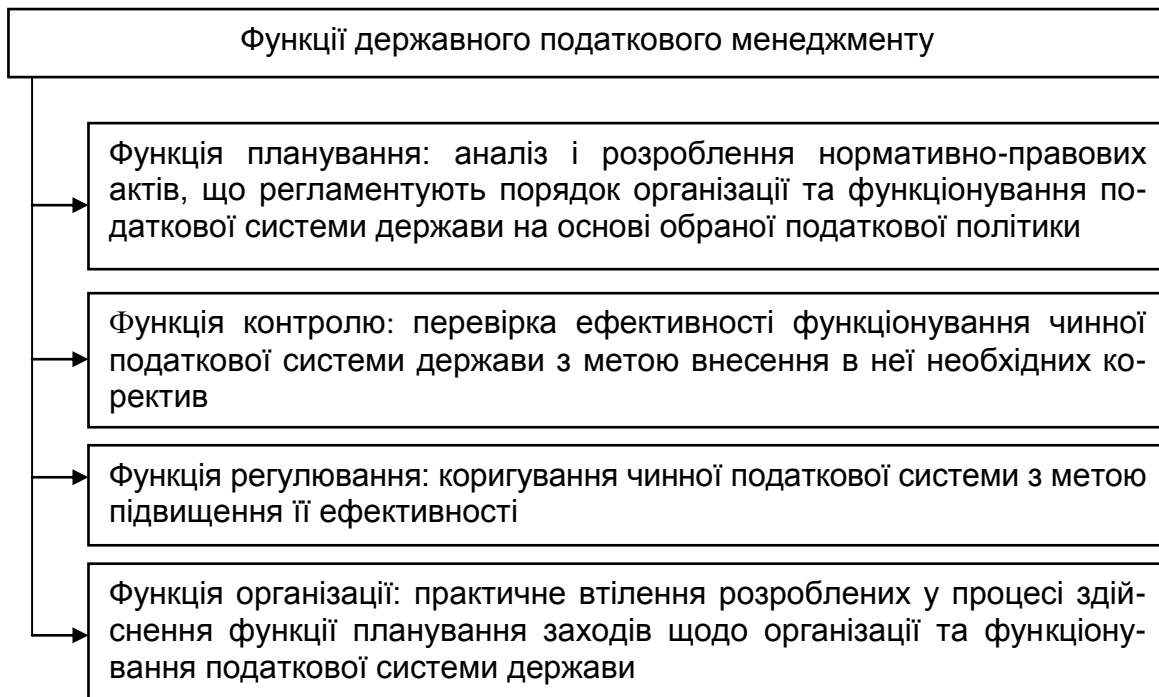 Функції державного податкового менеджменту
Функція планування: аналіз і розроблення нормативно-правових
актів, що регламентують порядок організації та функціонування по-
даткової системи держави на основі обраної податкової політики
Функція контролю: перевірка ефективності функціонування чинної
податкової системи держави з метою внесення в неї необхідних ко-
ректив
Функція регулювання: коригування чинної податкової системи з метою
підвищення її ефективності
Функція організації: практичне втілення розроблених у процесі здій-
снення функції планування заходів щодо організації та функціону-
вання податкової системи держави